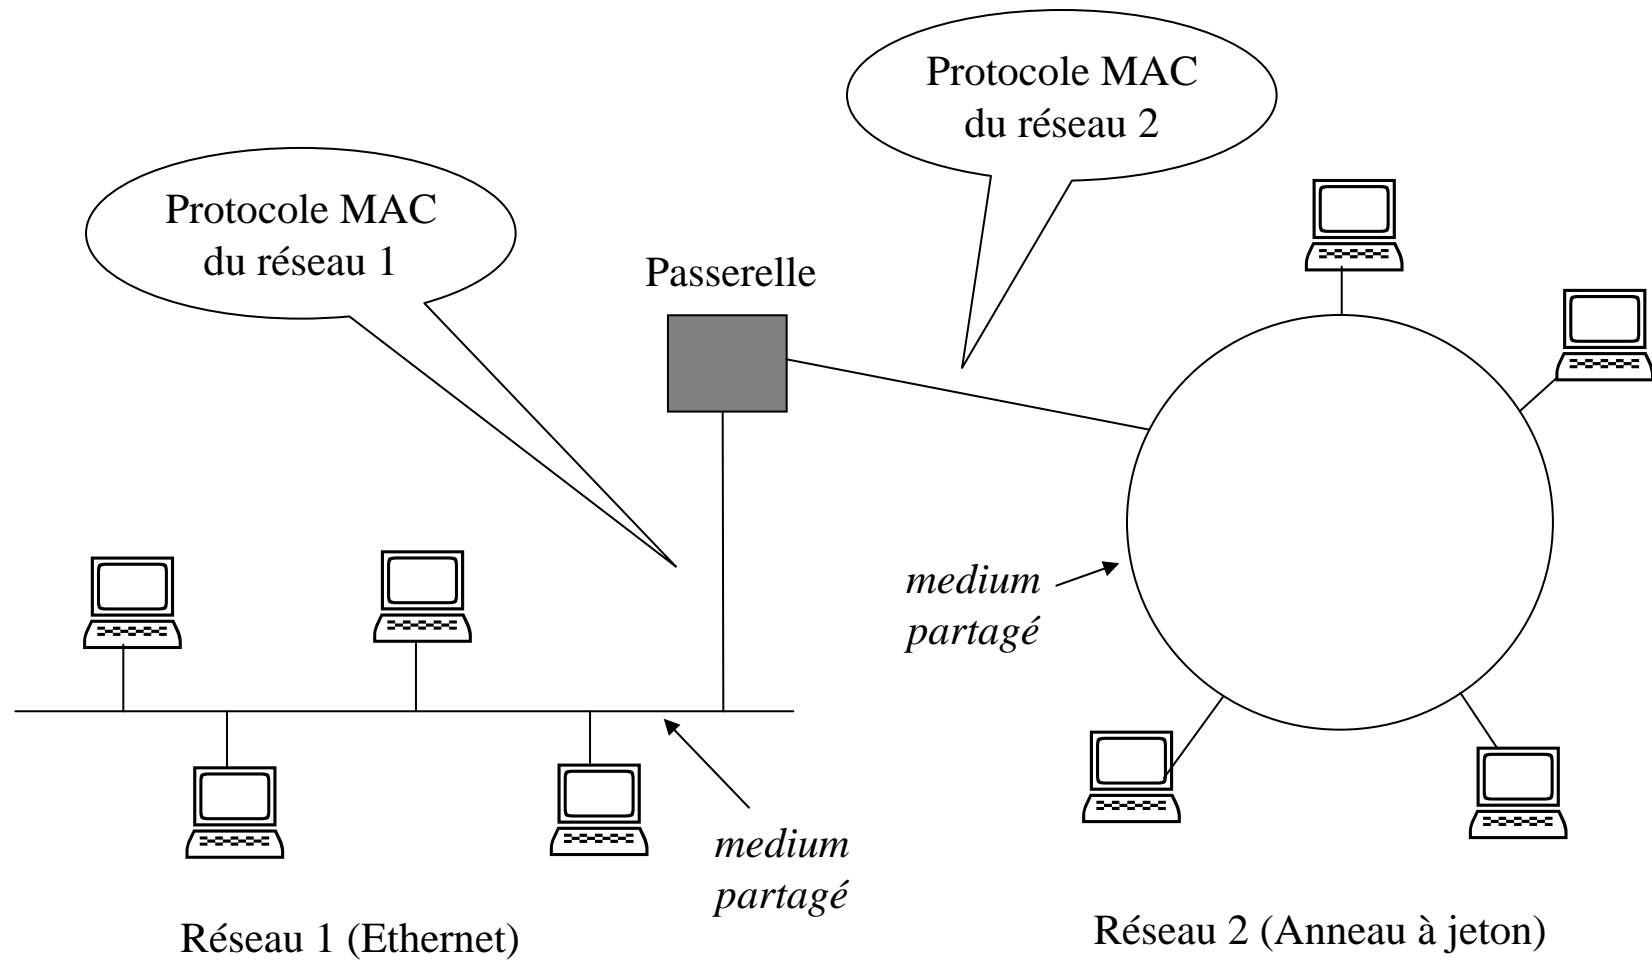 Protocole MAC
du réseau 2
Protocole MAC
du réseau 1
Passerelle
medium
partagé
medium
partagé
Réseau 1 (Ethernet)
Réseau 2 (Anneau à jeton)